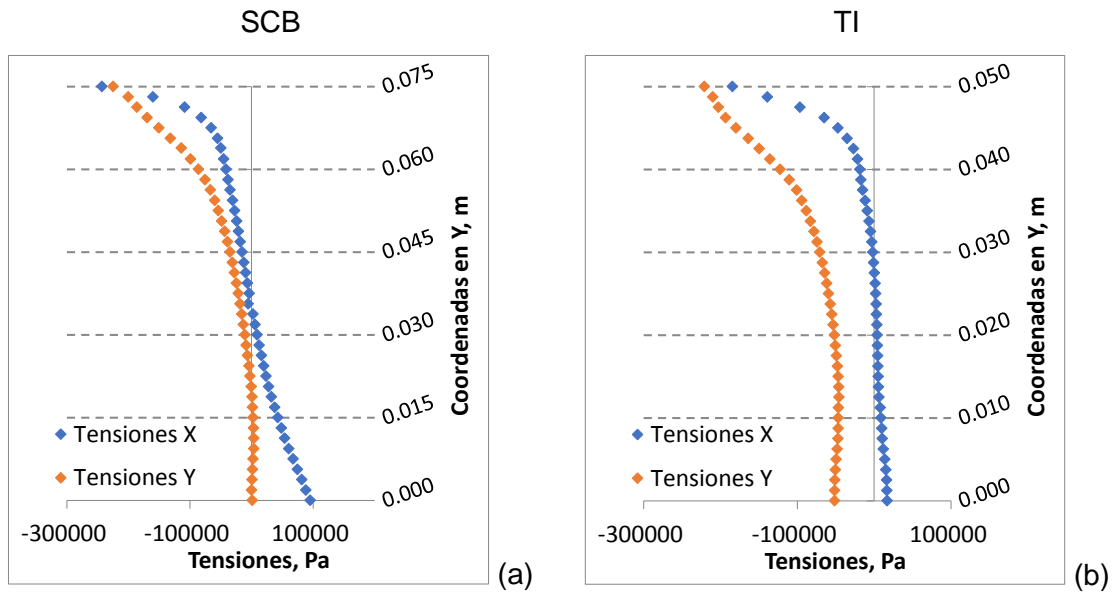 SCB
0.075
0.060
0.045
0.030
0.015
0.000
Coordenadas en Y, m
Tensiones X
Tensiones Y
-300000
-100000
100000
Tensiones, Pa
(a)
TI
0.050
0.040
0.030
0.020
0.010
0.000
Coordenadas en Y, m
Tensiones X
Tensiones Y
-300000
-100000
100000
Tensiones, Pa
(b)